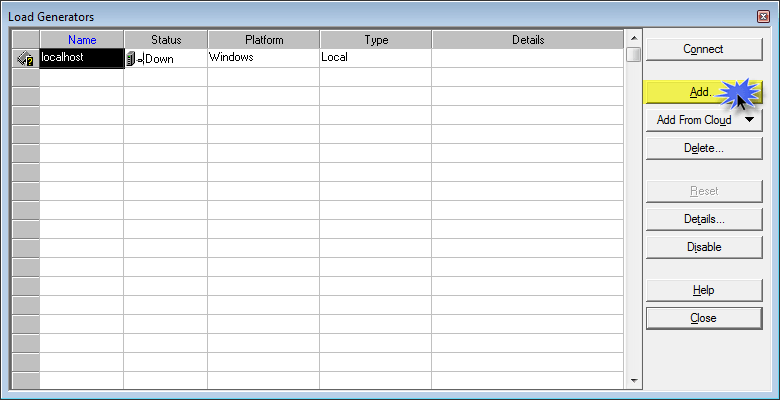 Load Generators
Name Status Platform Type Details
localhost Down Windows Local
Connect
Add...
Add From Cloud
Delete...
Reset
Details...
Disable
Help
Close